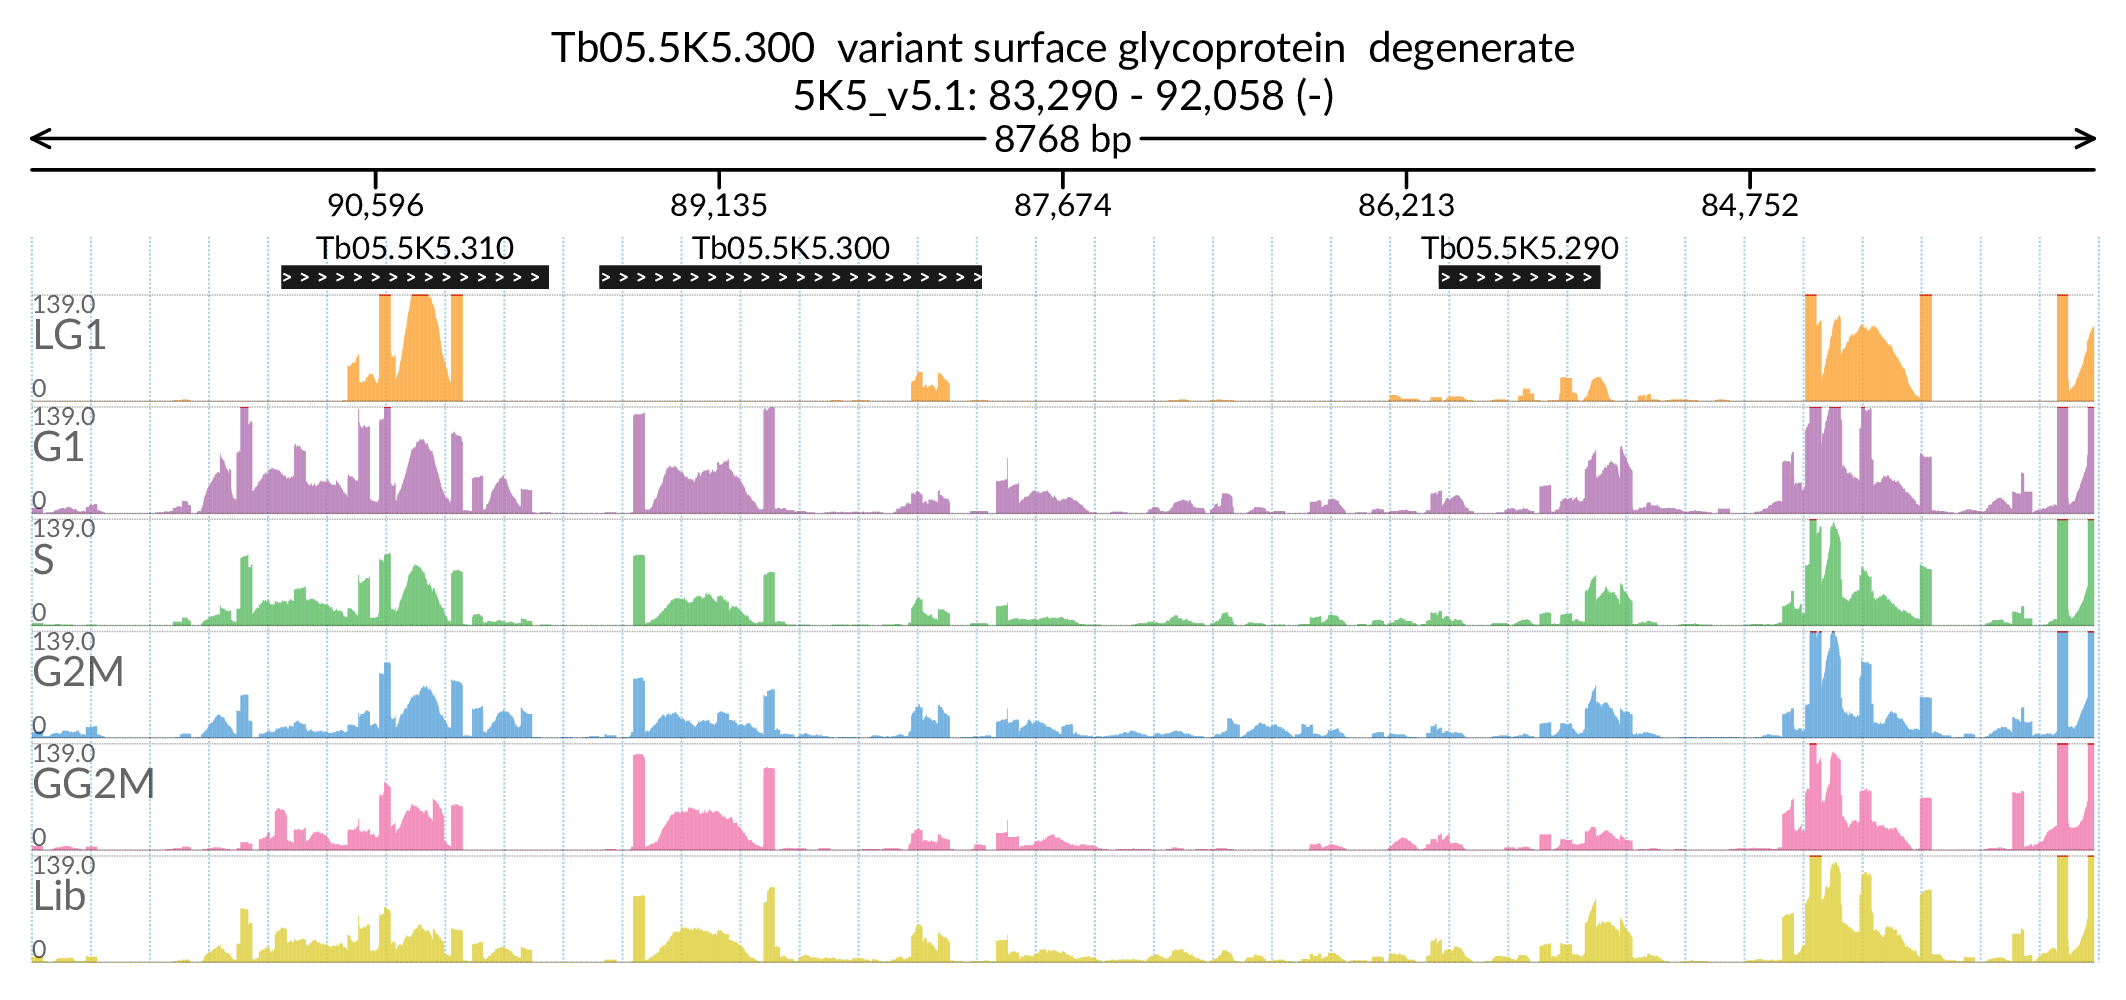 Tb05.5K5.300 variant surface glycoprotein degenerate
5K5_v5.1: 83,290 - 92,058 (-)
8768 bp
90,596 89,135 87,674 86,213 84,752
Tb05.5K5.310 Tb05.5K5.300 Tb05.5K5.290
139.0
LG1
0
139.0
G1
0
139.0
S
0
139.0
G2M
0
139.0
GG2M
0
139.0
Lib
0